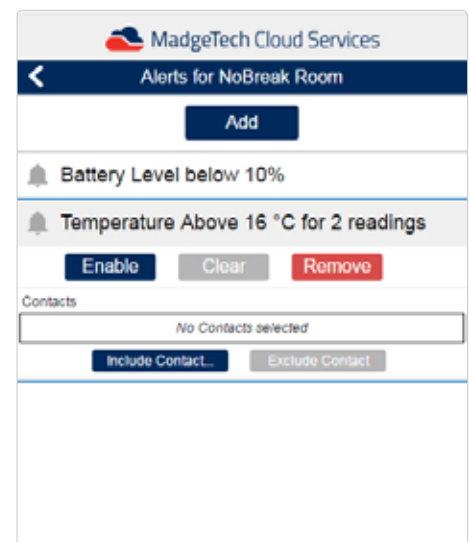 MadgeTech Cloud Services
Alerts for NoBreak Room
Add
Battery Level below 10%
Temperature Above 16 °C for 2 readings
Enable Clear Remove
Contacts
No Contacts selected
Include Contact... Exclude Contact